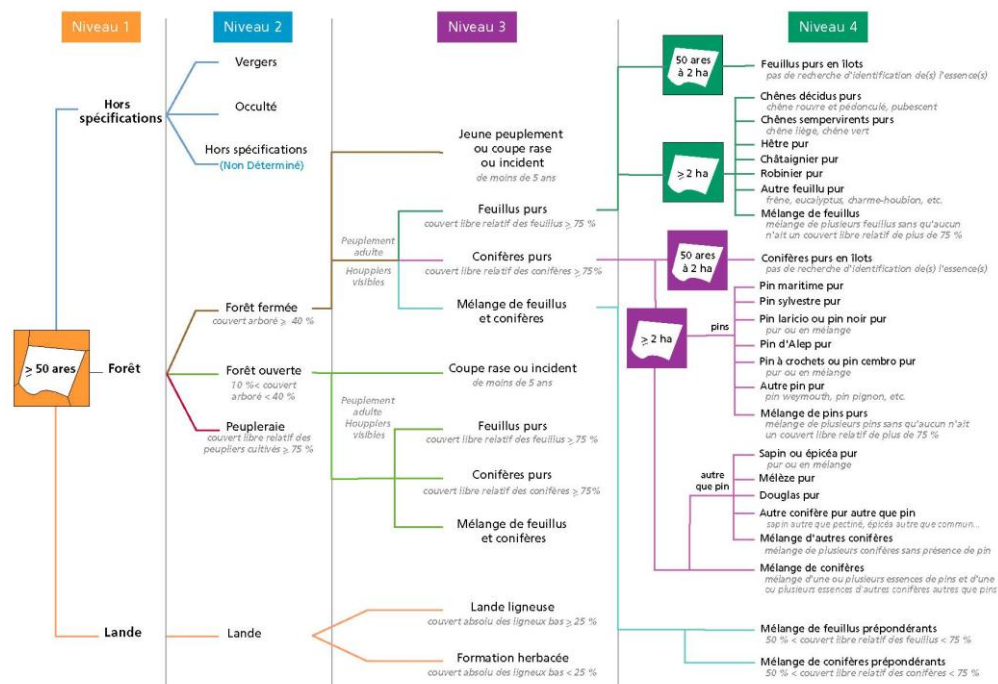 Niveau 1
Niveau 2
Niveau 3
Niveau 4
Hors
spécifications
≥ 50 ares
Forêt
Lande
Vergers
Occulté
Hors spécifications
(Non Déterminé)
Forêt fermée
couvert arboré ≥ 40 %
Forêt ouverte
10 %< couvert
arboré < 40 %
Peupleraie
couvert libre relatif des
peupliers cultivés ≥ 75 %
Lande
Jeune peuplement
ou coupe rase
ou incident
de moins de 5 ans
Peuplement
adulte
Houppiers
visibles
Feuillus purs
couvert libre relatif des feuillus ≥ 75 %
Conifères purs
couvert libre relatif des conifères ≥ 75%
Mélange de feuillus
et conifères
Coupe rase ou incident
de moins de 5 ans
Peuplement
adulte
Houppiers
visibles
Feuillus purs
couvert libre relatif des feuillus ≥ 75%
Conifères purs
couvert libre relatif des conifères ≥ 75%
Mélange de feuillus
et conifères
Lande ligneuse
couvert absolu des ligneux bas ≥ 25 %
Formation herbacée
couvert absolu des ligneux bas < 25 %
50 ares
à 2 ha
Feuillus purs en îlots
pas de recherche d'identification de(s) l'essence(s)
≥ 2 ha
Chênes décidus purs
chêne rouvre et pédonculé, pubescent
Chênes sempervirents purs
chêne liège, chêne vert
Hêtre pur
Châtaignier pur
Robinier pur
Autre feuillu pur
frêne, eucalyptus, charme-houbion, etc.
Mélange de feuillus
mélange de plusieurs feuillus sans qu'aucun
n'ait un couvert libre relatif de plus de 75 %
50 ares
à 2 ha
Conifères purs en îlots
pas de recherche d'identification de(s) l'essence(s)
≥ 2 ha
pins
Pin maritime pur
Pin sylvestre pur
Pin laricio ou pin noir pur
pur ou en mélange
Pin d'Alep pur
Pin à crochets ou pin cembro pur
pur ou en mélange
Autre pin pur
pin weymouth, pin pignon, etc.
Mélange de pins purs
mélange de plusieurs pins sans qu'aucun n'ait
un couvert libre relatif de plus de 75 %
autre
que pin
Sapin ou épicéa pur
pur ou en mélange
Mélèze pur
Douglas pur
Autre conifère pur autre que pin
sapin autre que pectiné, épicéa autre que commun...
Mélange d'autres conifères
mélange de plusieurs conifères sans présence de pin
Mélange de conifères
mélange d'une ou plusieurs essences de pins et d'une
ou plusieurs essences d'autres conifères autres que pins
Mélange de feuillus prépondérants
50 % < couvert libre relatif des feuillus < 75 %
Mélange de conifères prépondérants
50 % < couvert libre relatif des conifères < 75 %